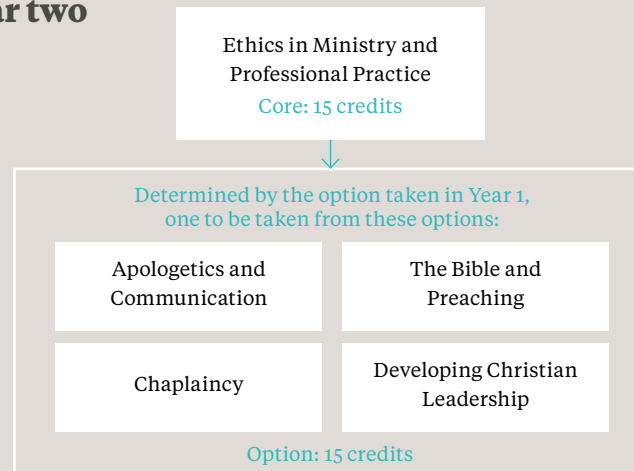 ar two
Ethics in Ministry and
Professional Practice
Core: 15 credits
Determined by the option taken in Year 1,
one to be taken from these options:
Apologetics and
Communication
The Bible and
Preaching
Chaplaincy
Developing Christian
Leadership
Option: 15 credits